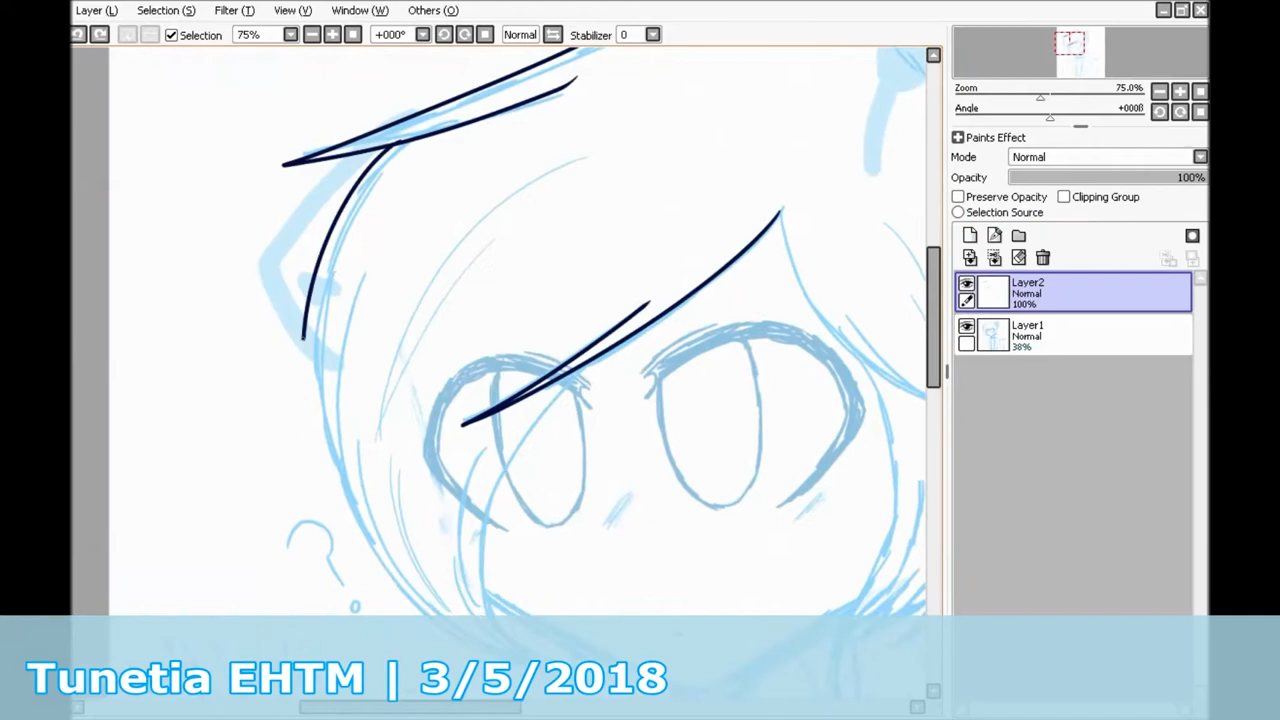 Layer (L) Selection (S) Filter (T) View (V) Window (W) Others (O)
Selection 75% +000° Normal Stabilizer 0
Zoom 75.0%
Angle +000ß
Paints Effect
Mode Normal
Opacity 100%
Preserve Opacity Clipping Group
Selection Source
Layer2
Normal
100%
Layer1
Normal
38%
?
Tunetia EHTM | 3/5/2018